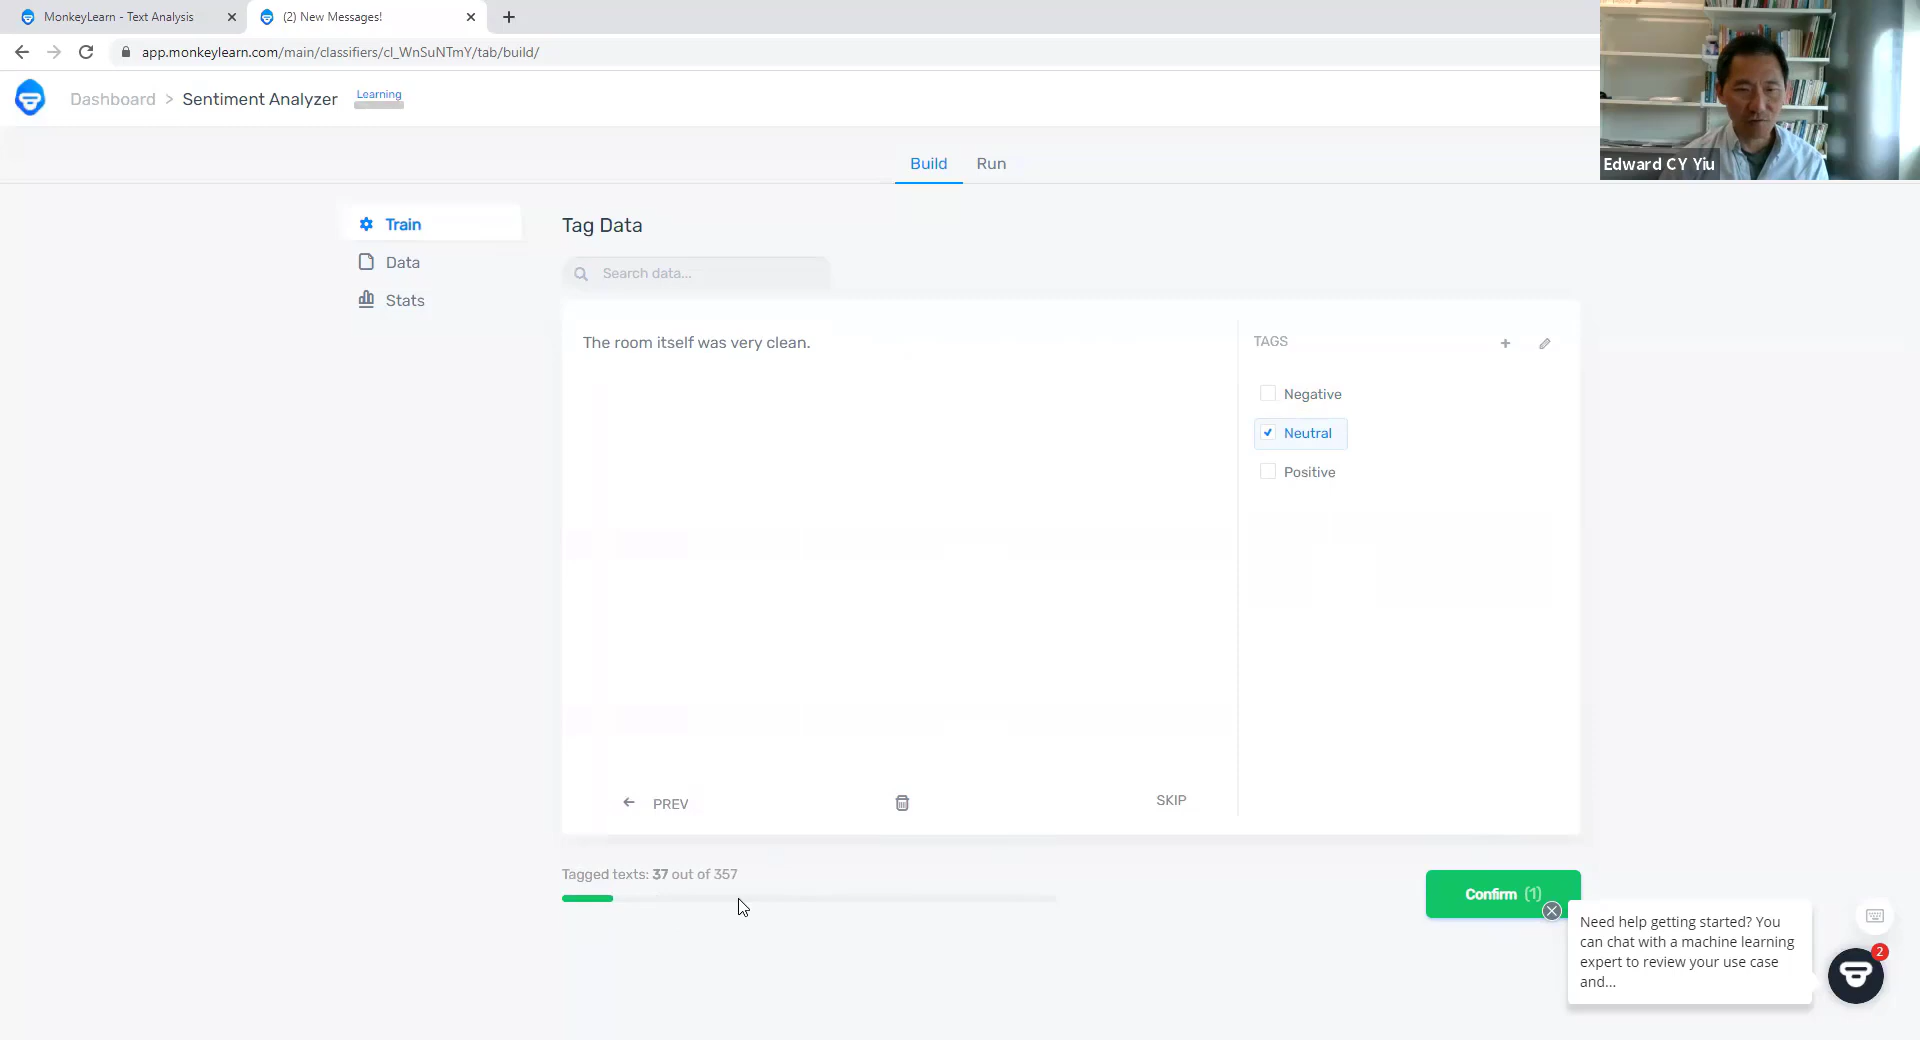 MonkeyLearn - Text Analysis
(2) New Messages!
app.monkeylearn.com/main/classifiers/cl_WnSuNTmY/tab/build/
Dashboard > Sentiment Analyzer
Learning
Edward CY Yiu
Build
Run
Train
Data
Stats
Tag Data
Search data...
The room itself was very clean.
TAGS
Negative
Neutral
Positive
PREV
SKIP
Tagged texts: 37 out of 357
Confirm (1)
Need help getting started? You
can chat with a machine learning
expert to review your use case
and...
2